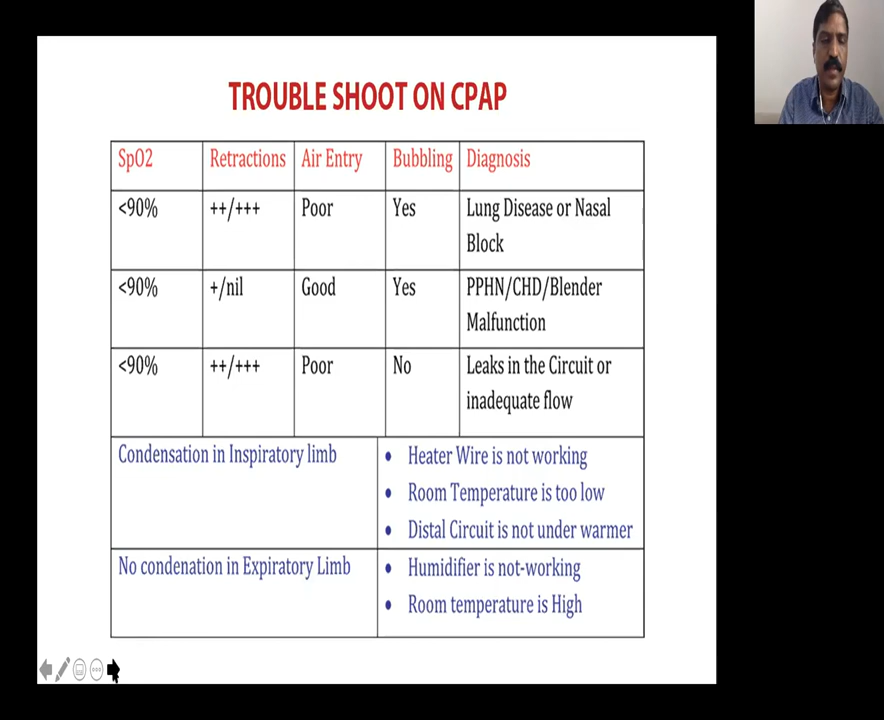 TROUBLE SHOOT ON CPAP
SpO2 Retractions Air Entry Bubbling Diagnosis
<90% ++/+++ Poor Yes Lung Disease or Nasal
Block
<90% +/nil Good Yes PPHN/CHD/Blender
Malfunction
<90% ++/+++ Poor No Leaks in the Circuit or
inadequate flow
Condensation in Inspiratory limb • Heater Wire is not working
• Room Temperature is too low
• Distal Circuit is not under warmer
No condenation in Expiratory Limb • Humidifier is not-working
• Room temperature is High